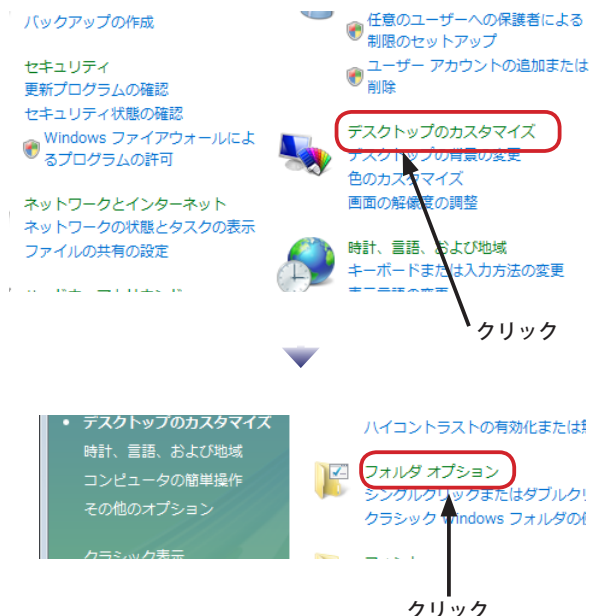 バックアップの作成
セキュリティ
更新プログラムの確認
セキュリティ状態の確認
Windows ファイアウォールによ
るプログラムの許可
ネットワークとインターネット
ネットワークの状態とタスクの表示
ファイルの共有の設定
任意のユーザーへの保護者による
制限のセットアップ
ユーザー アカウントの追加または
削除
デスクトップのカスタマイズ
デスクトップの背景の変更
色のカスタマイズ
画面の解像度の調整
時計、言語、および地域
キーボードまたは入力方法の変更
クリック
• デスクトップのカスタマイズ
時計、言語、および地域
コンピュータの簡単操作
その他のオプション
クラシック表示
ハイコントラストの有効化または
フォルダ オプション
シングルクリックまたはダブルク
クラシック Windows フォルダの
クリック